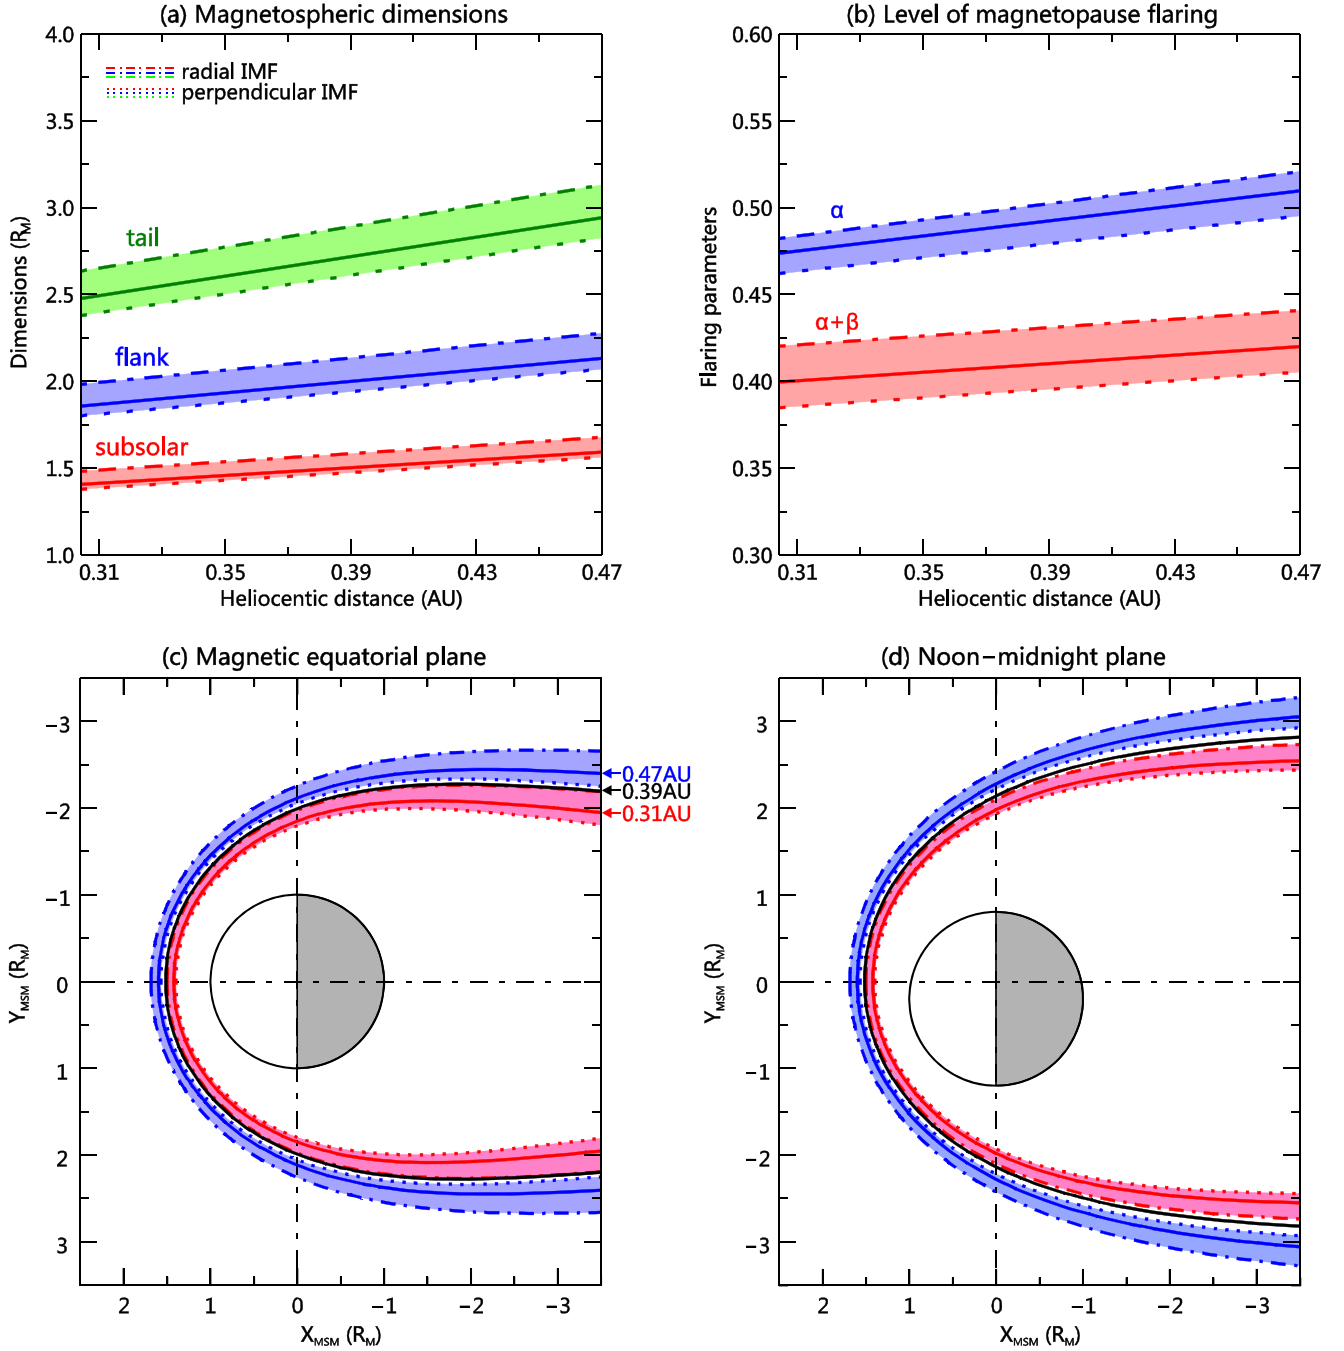 (a) Magnetospheric dimensions
4.0
3.5
3.0
2.5
2.0
1.5
1.0
Dimensions (RM)
radial IMF
perpendicular IMF
tail
flank
subsolar
0.31
0.35
0.39
0.43
0.47
Heliocentic distance (AU)
(b) Level of magnetopause flaring
0.60
0.55
0.50
0.45
0.40
0.35
0.30
Flaring parameters
α
α+β
0.31
0.35
0.39
0.43
0.47
Heliocentic distance (AU)
(c) Magnetic equatorial plane
-3
-2
-1
0
1
2
3
YMSM (RM)
0.47AU
0.39AU
0.31AU
2
1
0
-1
-2
-3
XMSM (RM)
(d) Noon−midnight plane
3
2
1
0
-1
-2
-3
YMSM (RM)
2
1
0
-1
-2
-3
XMSM (RM)